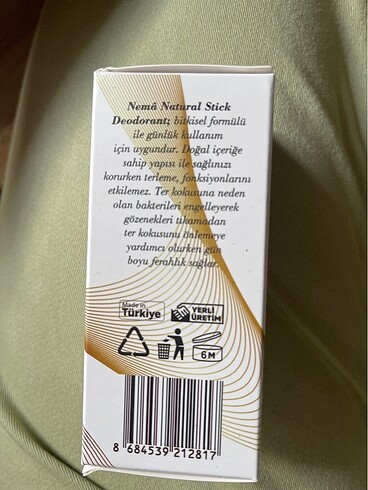 Nemâ Natural Stick
Deodorant; bitkisel formülü
ile günlük kullanım
için uygundur. Doğal içeriğe
sahip yapısı ile sağlınızı
korurken terleme, fonksiyonlarını
etkilemez. Ter kokusuna neden
olan bakterileri engelleyerek
gözenekleri tıkamadan
ter kokusunu önlemeye
yardımcı olurken gün
boyu ferahlık sağlar.
Made in
Türkiye
YERLİ
ÜRETİM
6M
8 684539 212817